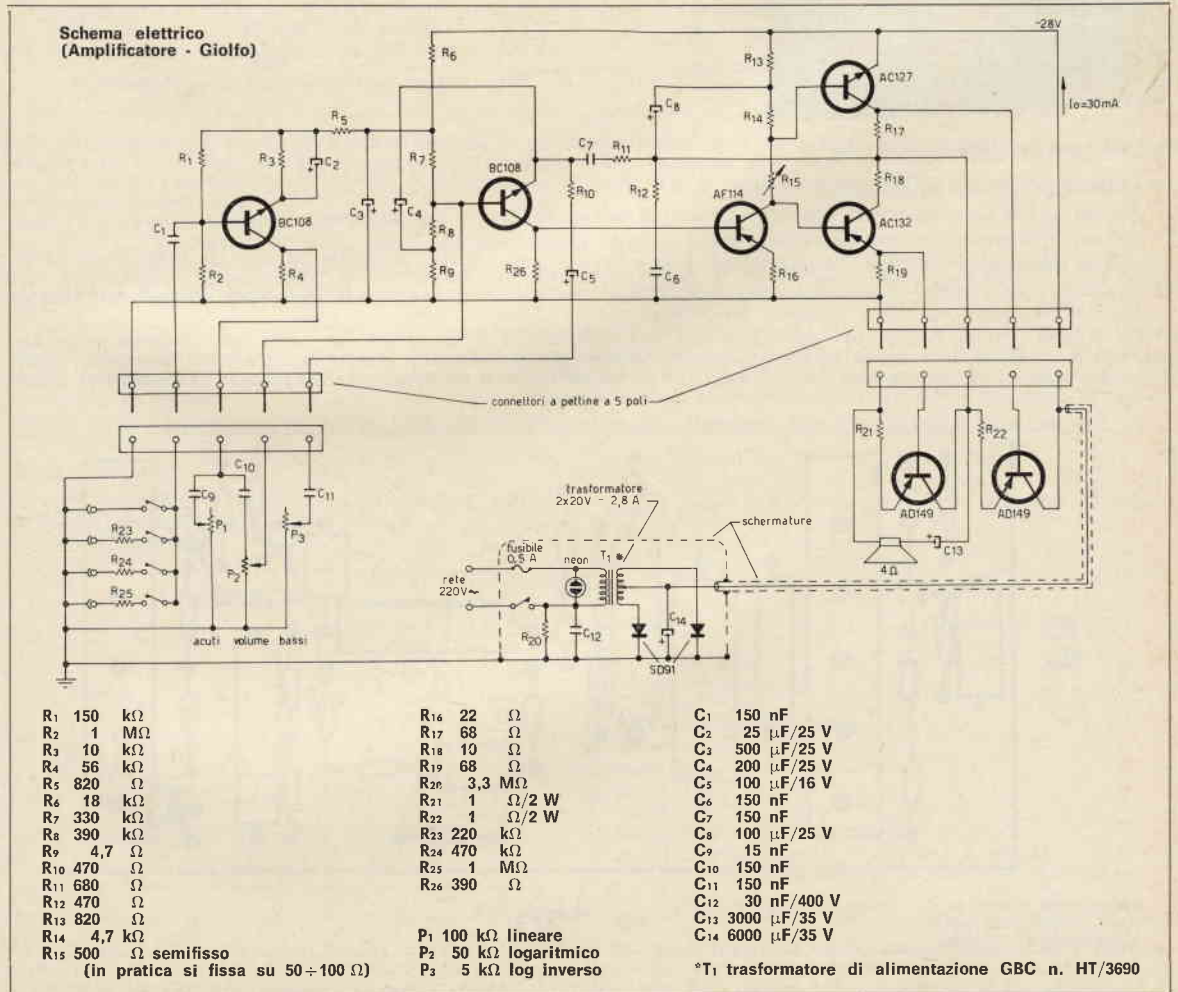 Schema elettrico
(Amplificatore - Giolfo)
-28V
R6
R13
AC127
C8
Io=30mA
R5
R14
R17
R1
R3
C2
R7
C7
R11
BC108
R10
R12
R15
R18
AF114
BC108
C3
C4
AC132
C1
R8
R2
R4
R9
R26
C5
C6
R16
R19
connettori a pettine a 5 poli
R21
R22
C10
C9
C11
P1
P3
trasformatore
2x20V - 2,8 A
AD149
AD149
schermature
R23
fusibile
0,5 A
neon
T1 *
C13
4Ω
R24
P2
rete
220V~
R25
R20
C12
C14
acuti volume bassi
SD91
R1 150 kΩ
R2 1 MΩ
R3 10 kΩ
R4 56 kΩ
R5 820 Ω
R6 18 kΩ
R7 330 kΩ
R8 390 kΩ
R9 4,7 Ω
R10 470 Ω
R11 680 Ω
R12 470 Ω
R13 820 Ω
R14 4,7 kΩ
R15 500 Ω semifisso
(in pratica si fissa su 50÷100 Ω)
R16 22 Ω
R17 68 Ω
R18 10 Ω
R19 68 Ω
R20 3,3 MΩ
R21 1 Ω/2 W
R22 1 Ω/2 W
R23 220 kΩ
R24 470 kΩ
R25 1 MΩ
R26 390 Ω
P1 100 kΩ lineare
P2 50 kΩ logaritmico
P3 5 kΩ log inverso
C1 150 nF
C2 25 µF/25 V
C3 500 µF/25 V
C4 200 µF/25 V
C5 100 µF/16 V
C6 150 nF
C7 150 nF
C8 100 µF/25 V
C9 15 nF
C10 150 nF
C11 150 nF
C12 30 nF/400 V
C13 3000 µF/35 V
C14 6000 µF/35 V
*T1 trasformatore di alimentazione GBC n. HT/3690